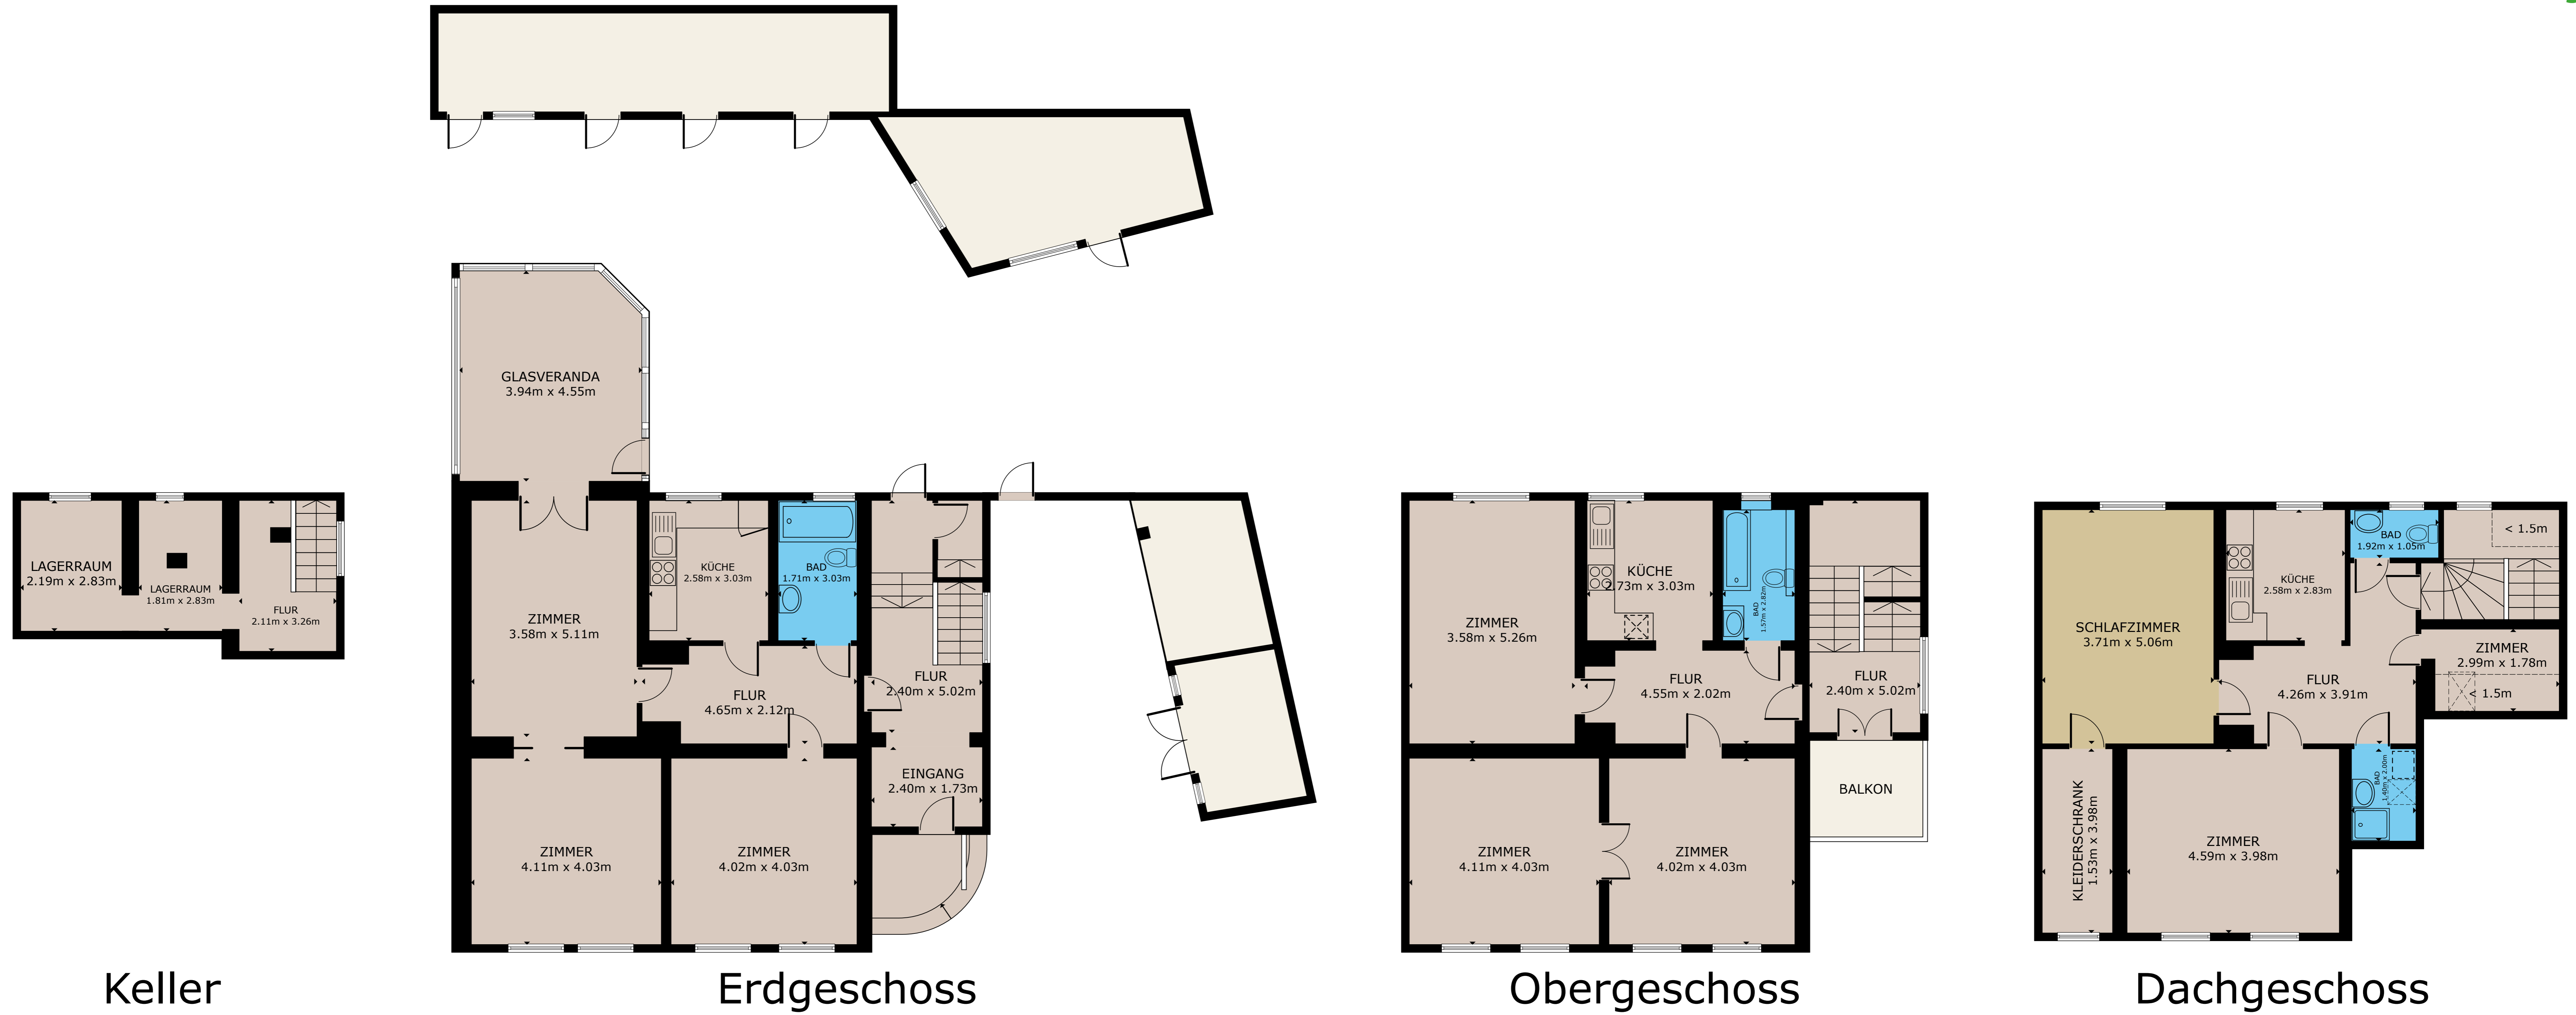 LAGERRAUM
2.19m x 2.83m
LAGERRAUM
1.81m x 2.83m
FLUR
2.11m x 3.26m
Keller
GLASVERANDA
3.94m x 4.55m
ZIMMER
3.58m x 5.11m
KÜCHE
2.58m x 3.03m
BAD
1.71m x 3.03m
FLUR
4.65m x 2.12m
FLUR
2.40m x 5.02m
EINGANG
2.40m x 1.73m
ZIMMER
4.11m x 4.03m
ZIMMER
4.02m x 4.03m
Erdgeschoss
ZIMMER
3.58m x 5.26m
KÜCHE
2.73m x 3.03m
BAD
1.57m x 2.82m
FLUR
4.55m x 2.02m
FLUR
2.40m x 5.02m
BALKON
ZIMMER
4.11m x 4.03m
ZIMMER
4.02m x 4.03m
Obergeschoss
SCHLAFZIMMER
3.71m x 5.06m
KÜCHE
2.58m x 2.83m
BAD
1.92m x 1.05m
< 1.5m
ZIMMER
2.99m x 1.78m
< 1.5m
FLUR
4.26m x 3.91m
BAD
1.40m x 2.00m
KLEIDERSCHRANK
1.53m x 3.98m
ZIMMER
4.59m x 3.98m
Dachgeschoss